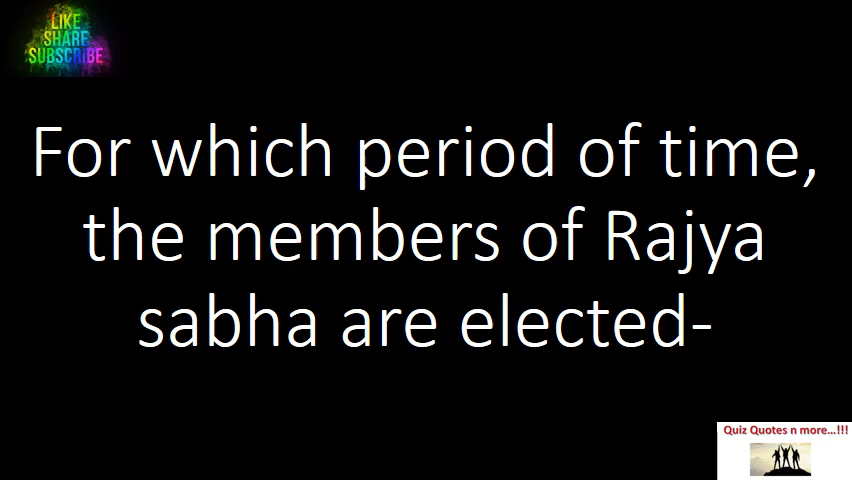 LIKE
SHARE
SUBSCRIBE
For which period of time,
the members of Rajya
sabha are elected-
Quiz Quotes n more...!!!